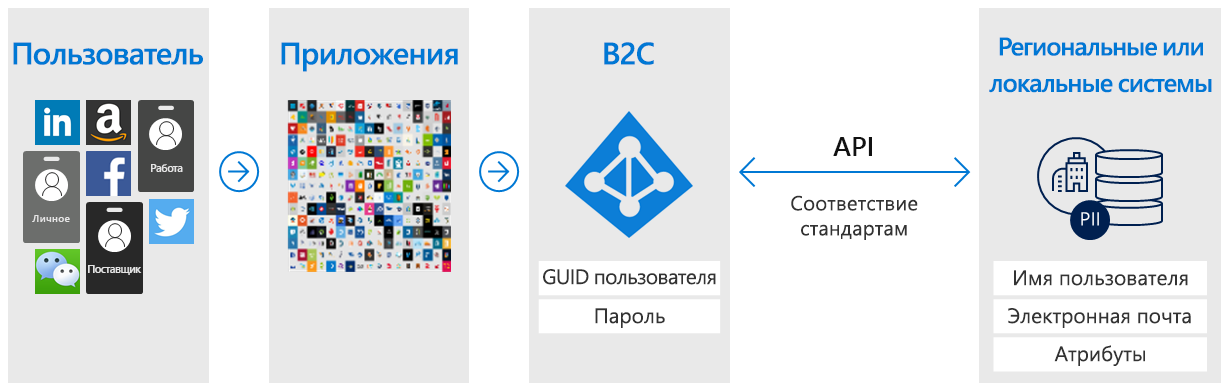 Пользователь
in
a
Работа
Личное
f
Поставщик
Приложения
B2C
GUID пользователя
Пароль
API
Соответствие
стандартам
Региональные или
локальные системы
PII
Имя пользователя
Электронная почта
Атрибуты